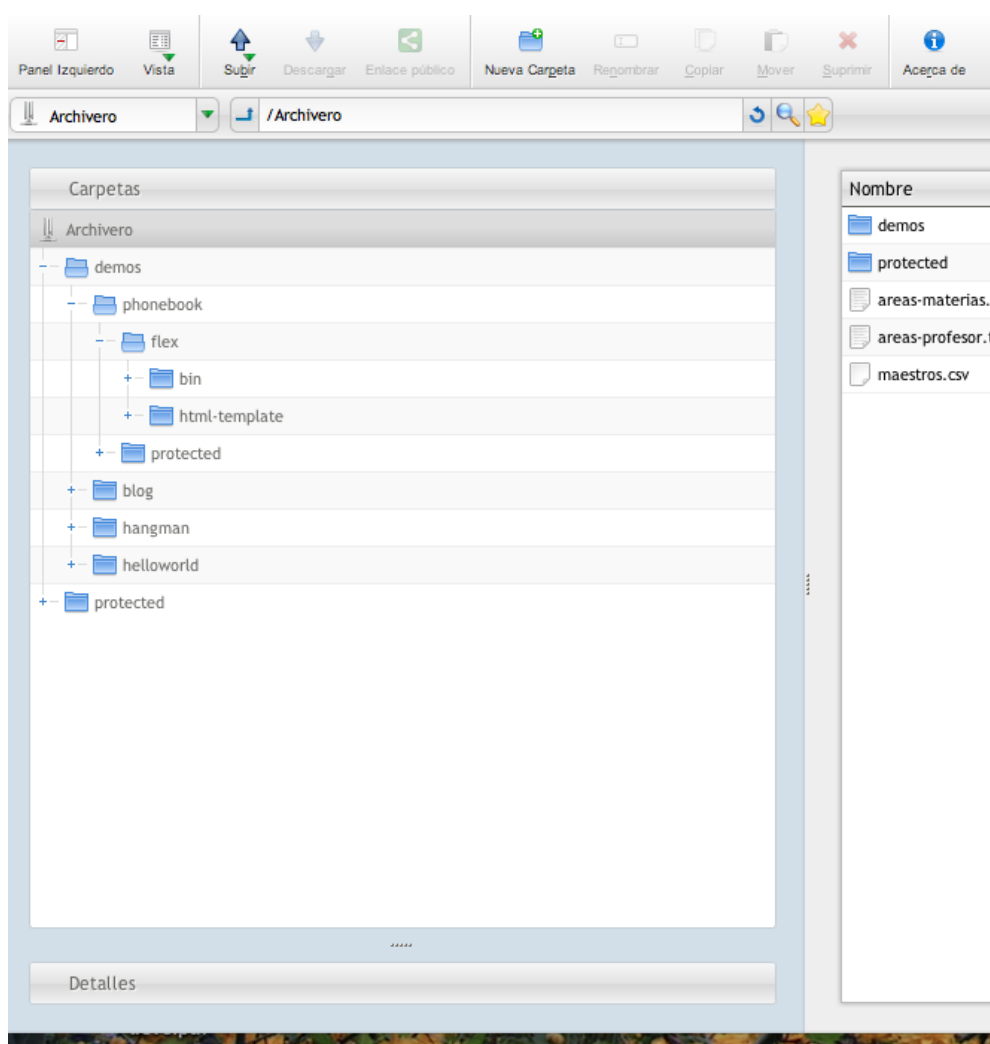 Panel Izquierdo Vista Subir Descargar Enlace público Nueva Carpeta Renombrar Copiar Mover Suprimir Acerca de
Archivero /Archivero
Carpetas
Archivero
demos
phonebook
flex
bin
html-template
protected
blog
hangman
helloworld
protected
Detalles
Nombre
demos
protected
areas-materias.
areas-profesor.t
maestros.csv